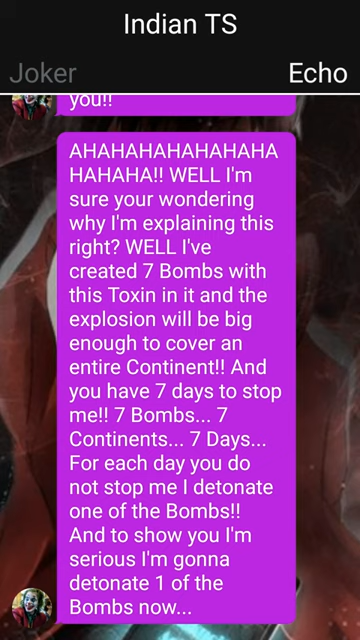 Indian TS
Joker
Echo
you!!
AHAHAHAHAHAHAHA
HAHAHA!! WELL I'm
sure your wondering
why I'm explaining this
right? WELL I've
created 7 Bombs with
this Toxin in it and the
explosion will be big
enough to cover an
entire Continent!! And
you have 7 days to stop
me!! 7 Bombs... 7
Continents... 7 Days...
For each day you do
not stop me I detonate
one of the Bombs!!
And to show you I'm
serious I'm gonna
detonate 1 of the
Bombs now...